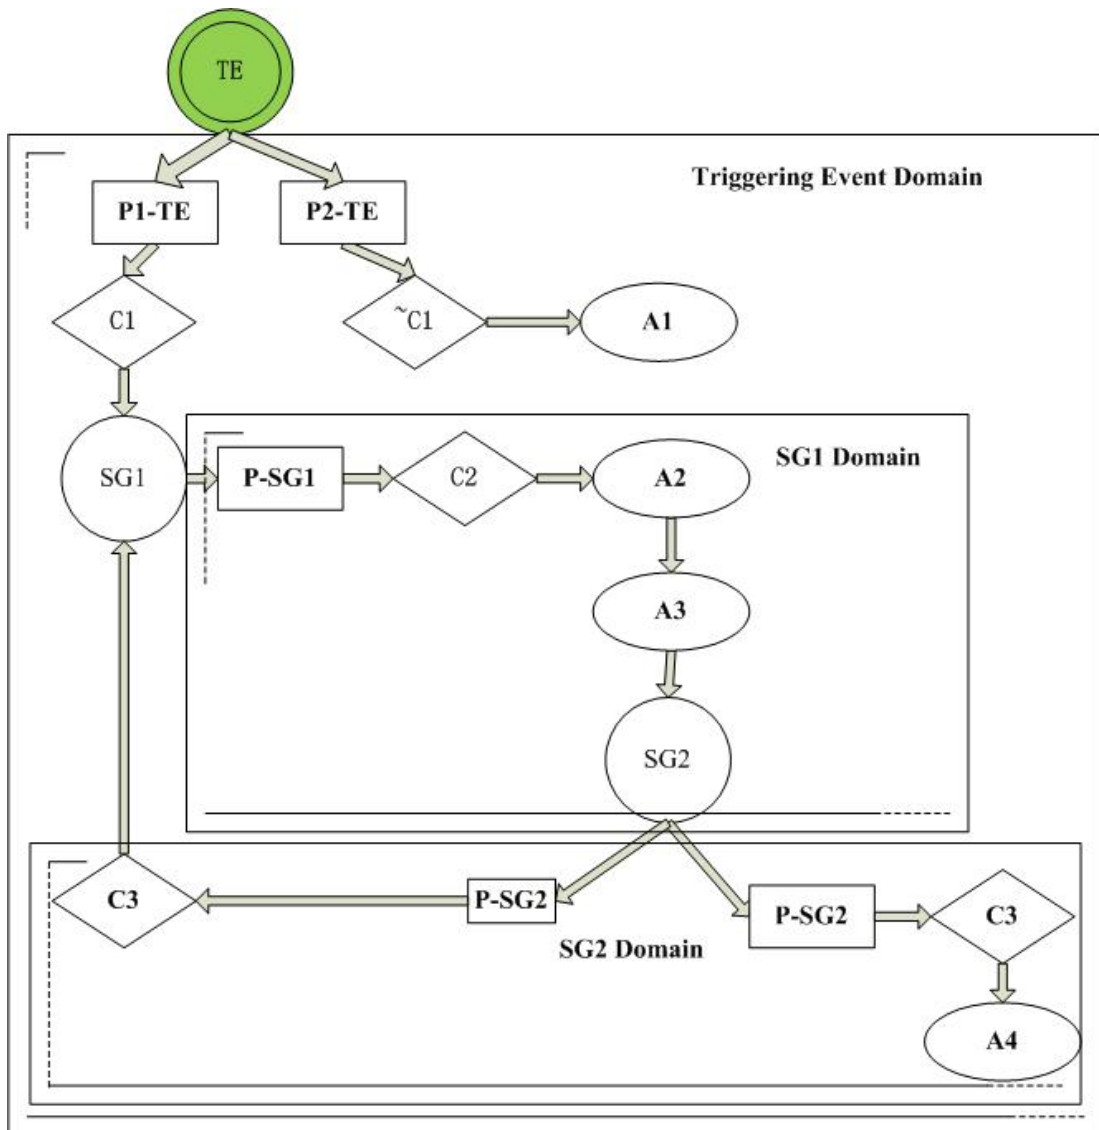 TE
Triggering Event Domain
P1-TE
P2-TE
C1
~C1
A1
SG1
P-SG1
C2
A2
SG1 Domain
A3
SG2
C3
P-SG2
P-SG2
C3
SG2 Domain
A4